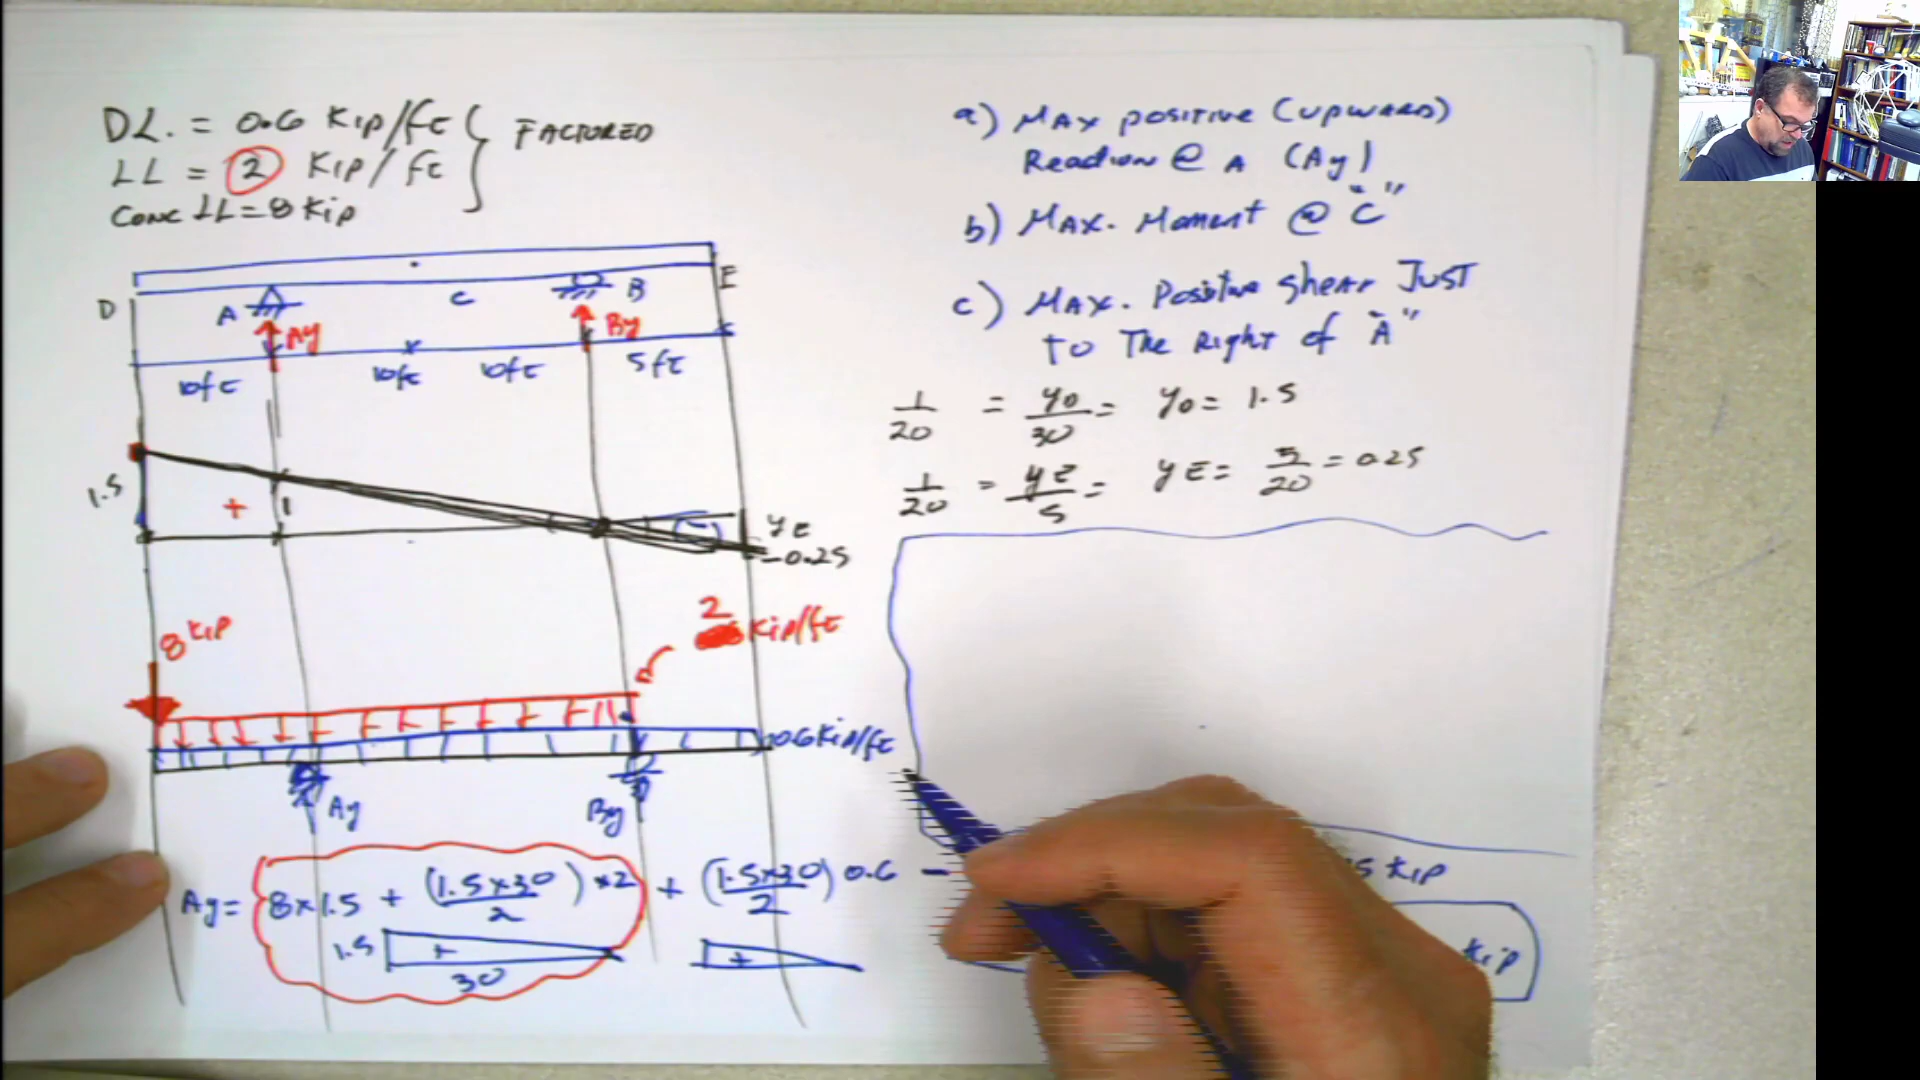 DL. = 0.6 Kip/ft
LL = 2 Kip/ft
CONC LL = 8 Kip
FACTORED
D A C B E
Ay By
10ft 10ft 10ft 5ft
1.5 + 1 - yE
-0.25
8 Kip
2 Kip/ft
0.6 Kip/ft
Ay By
Ay = 8x1.5 + (1.5x30 / 2) x2 + (1.5x30 / 2) 0.6 -
1.5 + 30 +
a) Max positive (upward)
Reaction @ A (Ay)
b) Max. Moment @ "C"
c) Max. Positive Shear Just
to The Right of "A"
1/20 = yD/30 = yD = 1.5
1/20 = yE/5 = yE = 5/20 = 0.25
Kip
Kip